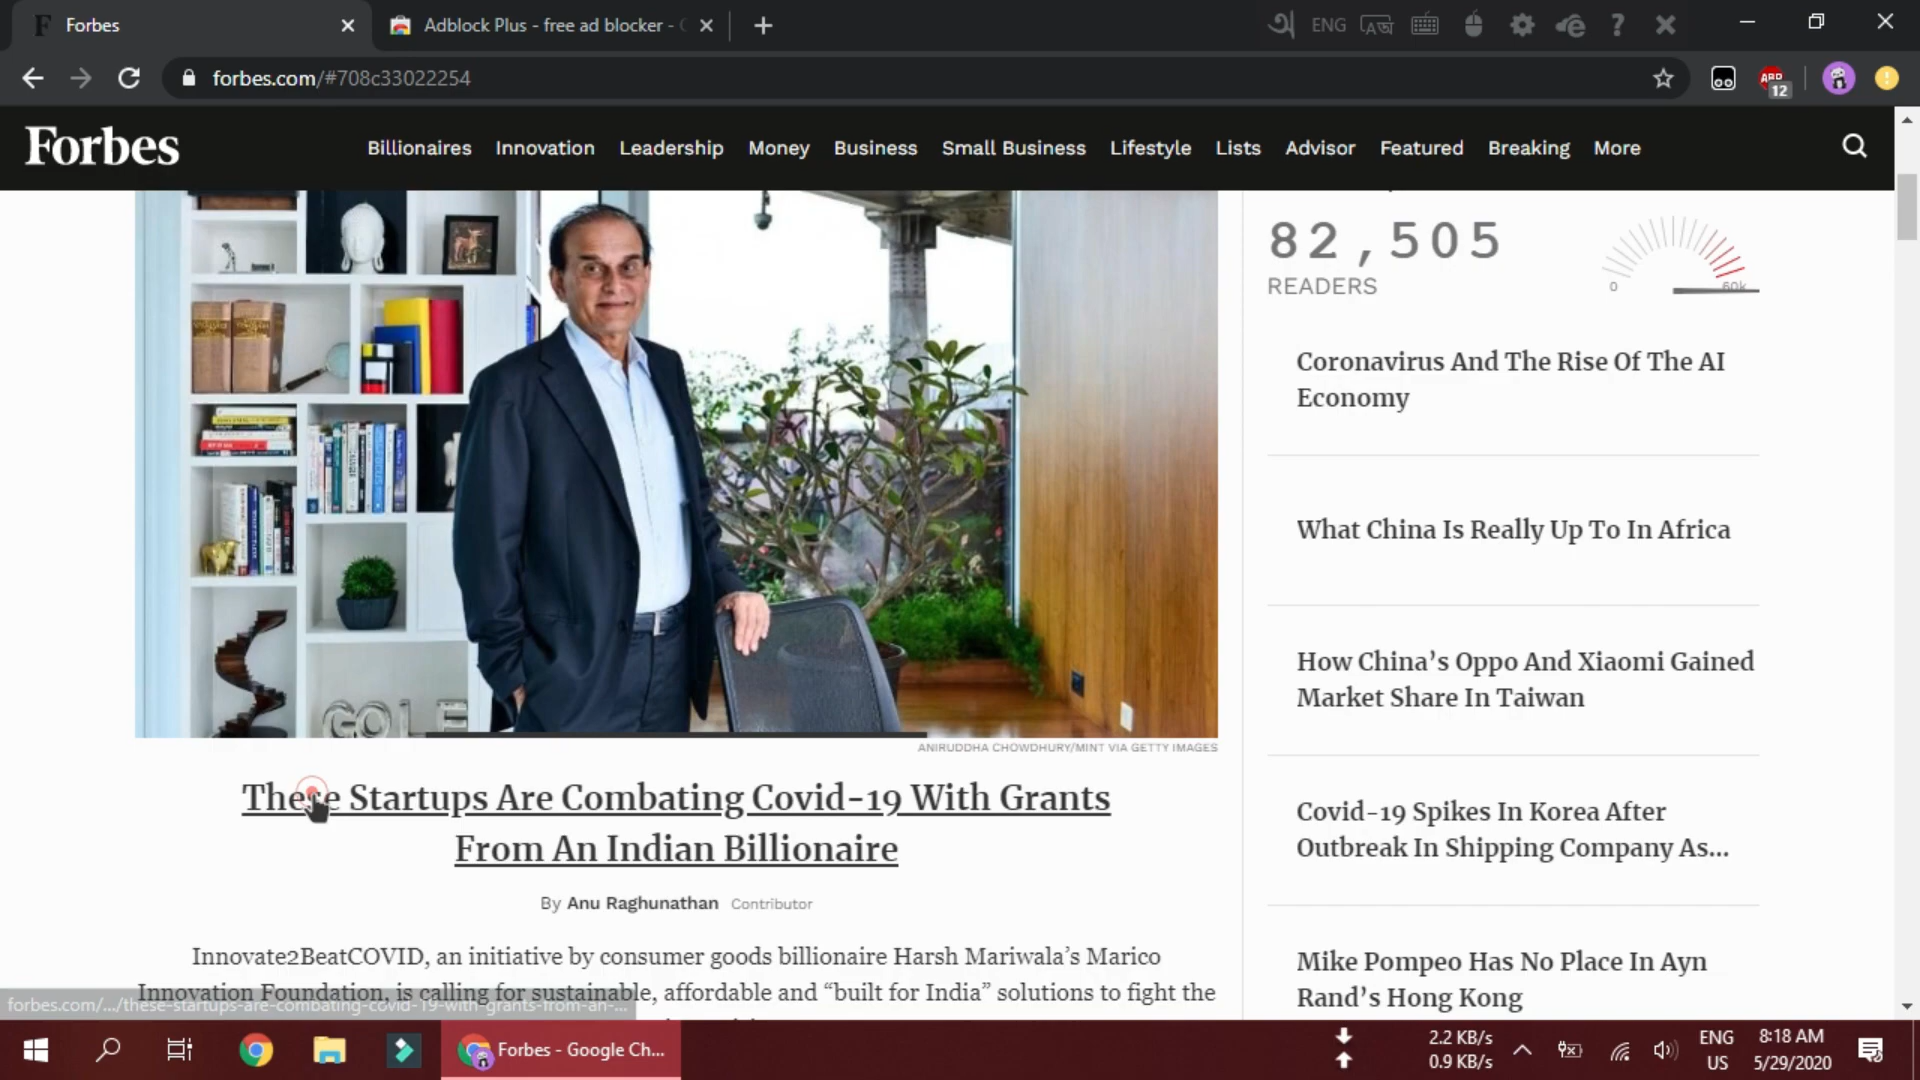 Forbes
Adblock Plus - free ad blocker -
ENG
forbes.com/#708c33022254
ABD
12
Forbes
Billionaires Innovation Leadership Money Business Small Business Lifestyle Lists Advisor Featured Breaking More
82,505
READERS
0 60k
Coronavirus And The Rise Of The AI
Economy
What China Is Really Up To In Africa
How China’s Oppo And Xiaomi Gained
Market Share In Taiwan
Covid-19 Spikes In Korea After
Outbreak In Shipping Company As...
Mike Pompeo Has No Place In Ayn
Rand’s Hong Kong
ANIRUDDHA CHOWDHURY/MINT VIA GETTY IMAGES
These Startups Are Combating Covid-19 With Grants
From An Indian Billionaire
By Anu Raghunathan Contributor
Innovate2BeatCOVID, an initiative by consumer goods billionaire Harsh Mariwala’s Marico
Innovation Foundation, is calling for sustainable, affordable and “built for India” solutions to fight the
forbes.com/.../these-startups-are-combating-covid-19-with-grants-from-an-...
Forbes - Google Ch...
2.2 KB/s
0.9 KB/s
ENG
US
8:18 AM
5/29/2020